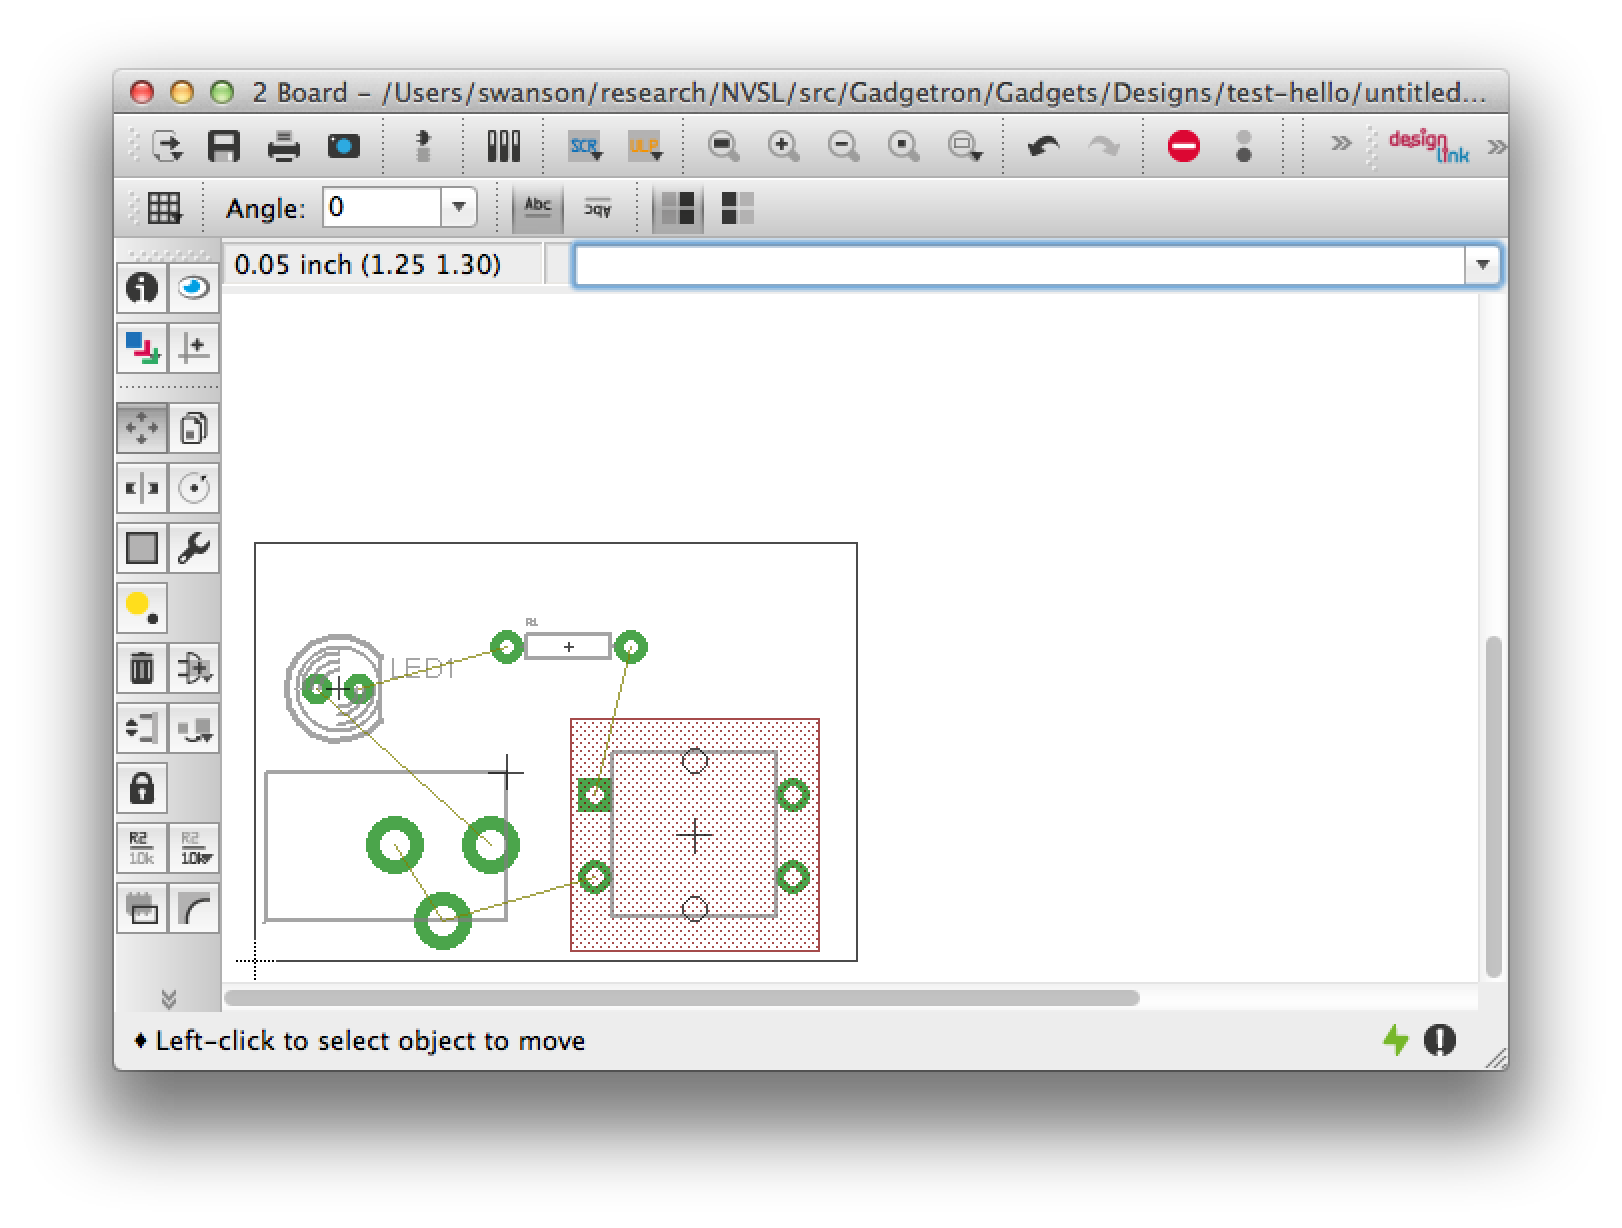 2 Board – /Users/swanson/research/NVSL/src/Gadgetron/Gadgets/Designs/test-hello/untitled...
SCR
ULP
design
link
Angle: 0
Abc
Abc
0.05 inch (1.25 1.30)
R2
10k
R2
10k
R1
LED1
Left-click to select object to move